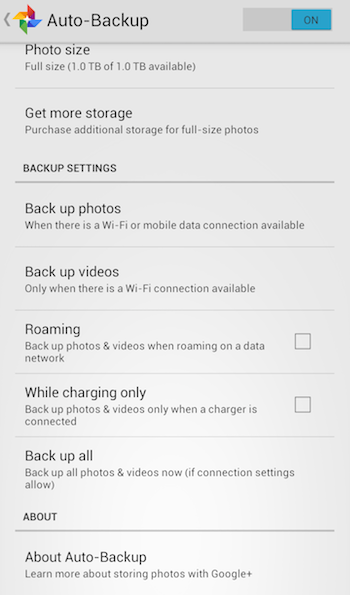 Auto-Backup
ON
Photo size
Full size (1.0 TB of 1.0 TB available)
Get more storage
Purchase additional storage for full-size photos
BACKUP SETTINGS
Back up photos
When there is a Wi-Fi or mobile data connection available
Back up videos
Only when there is a Wi-Fi connection available
Roaming
Back up photos & videos when roaming on a data
network
While charging only
Back up photos & videos only when a charger is
connected
Back up all
Back up all photos & videos now (if connection settings
allow)
ABOUT
About Auto-Backup
Learn more about storing photos with Google+